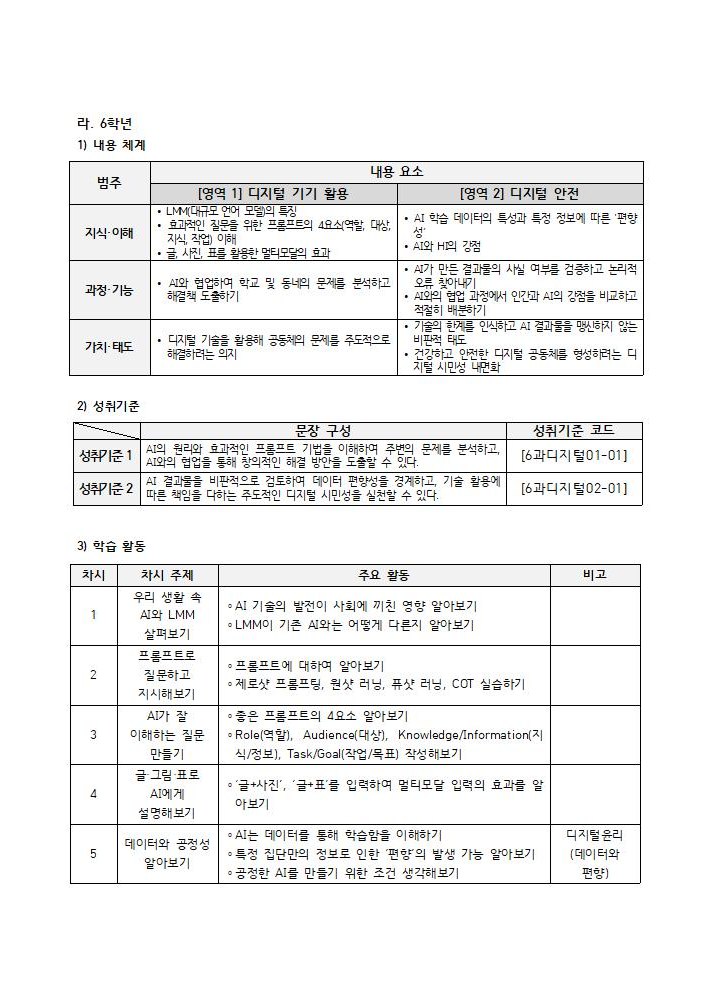 라. 6학년
1) 내용 체계
범주
내용 요소
[영역 1] 디지털 기기 활용
[영역 2] 디지털 안전
지식·이해
• LMM(대규모 언어 모델)의 특징
• 효과적인 질문을 위한 프롬프트의 4요소(역할, 대상,
지식, 작업) 이해
• 글, 사진, 표를 활용한 멀티모달의 효과
• AI 학습 데이터의 특성과 특정 정보에 따른 '편향
성'
• AI와 HI의 강점
과정·기능
• AI와 협업하여 학교 및 동네의 문제를 분석하고
해결책 도출하기
• AI가 만든 결과물의 사실 여부를 검증하고 논리적
오류 찾아내기
• AI와의 협업 과정에서 인간과 AI의 강점을 비교하고
적절히 배분하기
가치·태도
• 디지털 기술을 활용해 공동체의 문제를 주도적으로
해결하려는 의지
• 기술의 한계를 인식하고 AI 결과물을 맹신하지 않는
비판적 태도
• 건강하고 안전한 디지털 공동체를 형성하려는 디
지털 시민성 내면화
2) 성취기준
문장 구성
성취기준 코드
성취기준 1
AI의 원리와 효과적인 프롬프트 기법을 이해하여 주변의 문제를 분석하고,
AI와의 협업을 통해 창의적인 해결 방안을 도출할 수 있다.
[6과디지털01-01]
성취기준 2
AI 결과물을 비판적으로 검토하여 데이터 편향성을 경계하고, 기술 활용에
따른 책임을 다하는 주도적인 디지털 시민성을 실천할 수 있다.
[6과디지털02-01]
3) 학습 활동
차시
차시 주제
주요 활동
비고
1
우리 생활 속
AI와 LMM
살펴보기
◦AI 기술의 발전이 사회에 끼친 영향 알아보기
◦LMM이 기존 AI와는 어떻게 다른지 알아보기
2
프롬프트로
질문하고
지시해보기
◦프롬프트에 대하여 알아보기
◦제로샷 프롬프팅, 원샷 러닝, 퓨샷 러닝, COT 실습하기
3
AI가 잘
이해하는 질문
만들기
◦좋은 프롬프트의 4요소 알아보기
◦Role(역할), Audience(대상), Knowledge/Information(지
식/정보), Task/Goal(작업/목표) 작성해보기
4
글·그림·표로
AI에게
설명해보기
◦'글+사진', '글+표'를 입력하여 멀티모달 입력의 효과를 알
아보기
5
데이터와 공정성
알아보기
◦AI는 데이터를 통해 학습함을 이해하기
◦특정 집단만의 정보로 인한 '편향'의 발생 가능 알아보기
◦공정한 AI를 만들기 위한 조건 생각해보기
디지털윤리
(데이터와
편향)